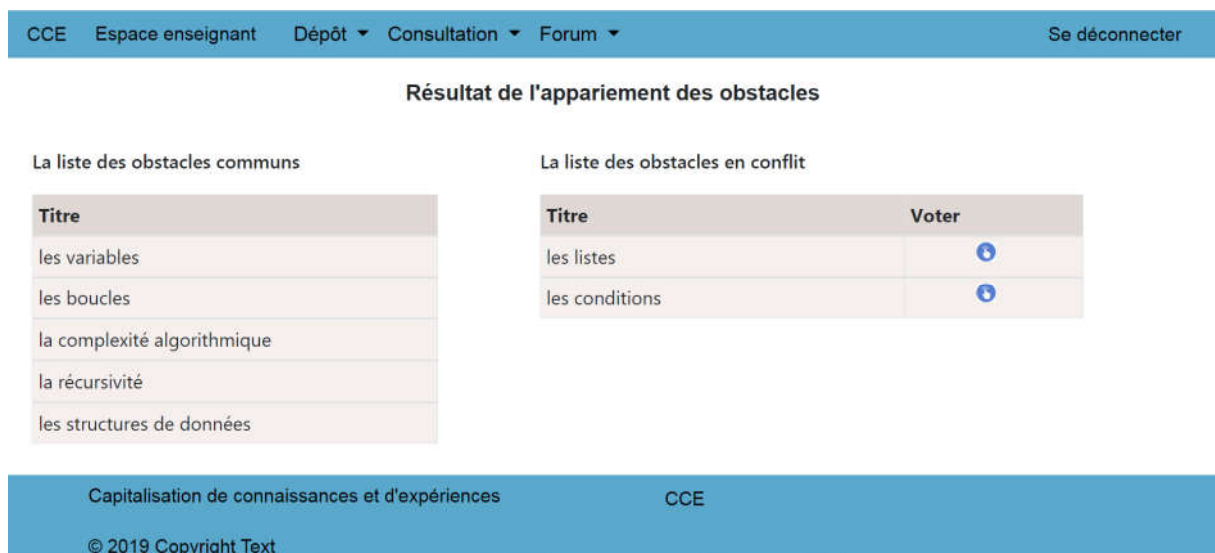 CCE Espace enseignant Dépôt Consultation Forum Se déconnecter
Résultat de l'appariement des obstacles
La liste des obstacles communs
Titre
les variables
les boucles
la complexité algorithmique
la récursivité
les structures de données
La liste des obstacles en conflit
Titre Voter
les listes
les conditions
Capitalisation de connaissances et d'expériences CCE
© 2019 Copyright Text